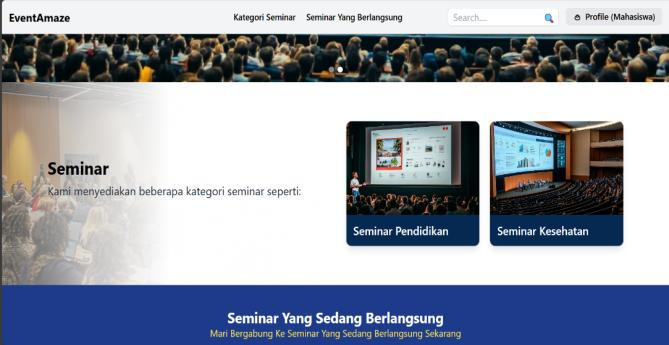 EventAmaze
Kategori Seminar
Seminar Yang Berlangsung
Search...
Profile (Mahasiswa)
Seminar
Kami menyediakan beberapa kategori seminar seperti:
Seminar Pendidikan
Seminar Kesehatan
Seminar Yang Sedang Berlangsung
Mari Bergabung Ke Seminar Yang Sedang Berlangsung Sekarang